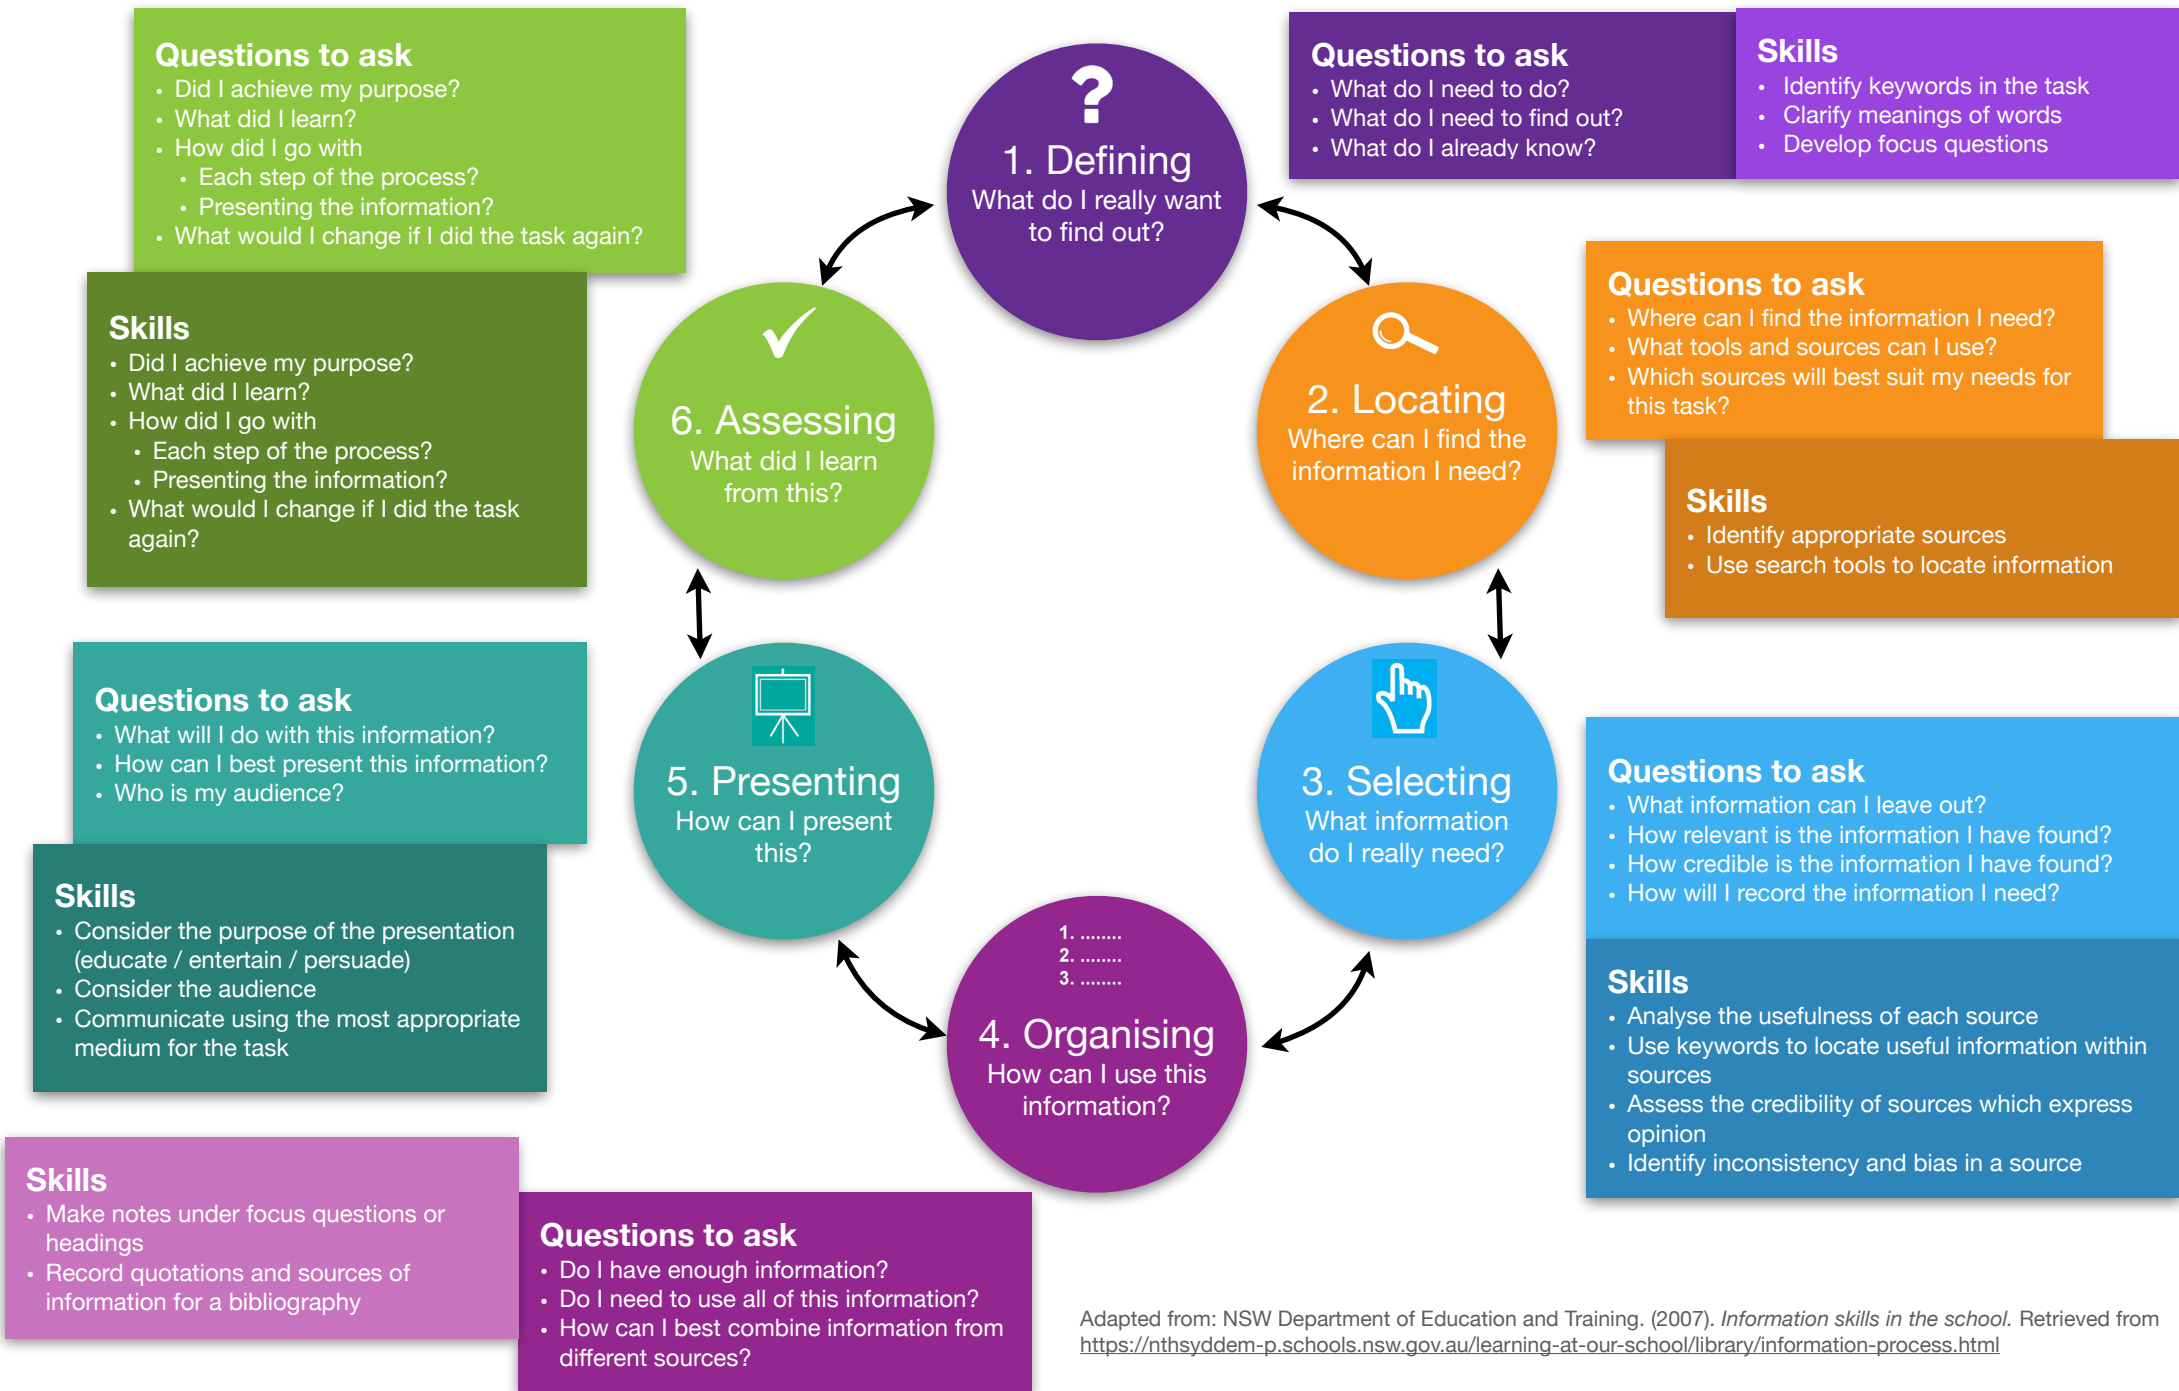 Questions to ask
• Did I achieve my purpose?
• What did I learn?
• How did I go with
• Each step of the process?
• Presenting the information?
• What would I change if I did the task again?
Skills
• Did I achieve my purpose?
• What did I learn?
• How did I go with
• Each step of the process?
• Presenting the information?
• What would I change if I did the task
again?
?
1. Defining
What do I really want
to find out?
Questions to ask
• What do I need to do?
• What do I need to find out?
• What do I already know?
Skills
• Identify keywords in the task
• Clarify meanings of words
• Develop focus questions
6. Assessing
What did I learn
from this?
2. Locating
Where can I find the
information I need?
Questions to ask
• Where can I find the information I need?
• What tools and sources can I use?
• Which sources will best suit my needs for
this task?
Skills
• Identify appropriate sources
• Use search tools to locate information
Questions to ask
• What will I do with this information?
• How can I best present this information?
• Who is my audience?
Skills
• Consider the purpose of the presentation
(educate / entertain / persuade)
• Consider the audience
• Communicate using the most appropriate
medium for the task
5. Presenting
How can I present
this?
3. Selecting
What information
do I really need?
Questions to ask
• What information can I leave out?
• How relevant is the information I have found?
• How credible is the information I have found?
• How will I record the information I need?
Skills
• Analyse the usefulness of each source
• Use keywords to locate useful information within
sources
• Assess the credibility of sources which express
opinion
• Identify inconsistency and bias in a source
1. ........
2. ........
3. ........
4. Organising
How can I use this
information?
Skills
• Make notes under focus questions or
headings
• Record quotations and sources of
information for a bibliography
Questions to ask
• Do I have enough information?
• Do I need to use all of this information?
• How can I best combine information from
different sources?
Adapted from: NSW Department of Education and Training. (2007). Information skills in the school. Retrieved from
https://nthsyddem-p.schools.nsw.gov.au/learning-at-our-school/library/information-process.html